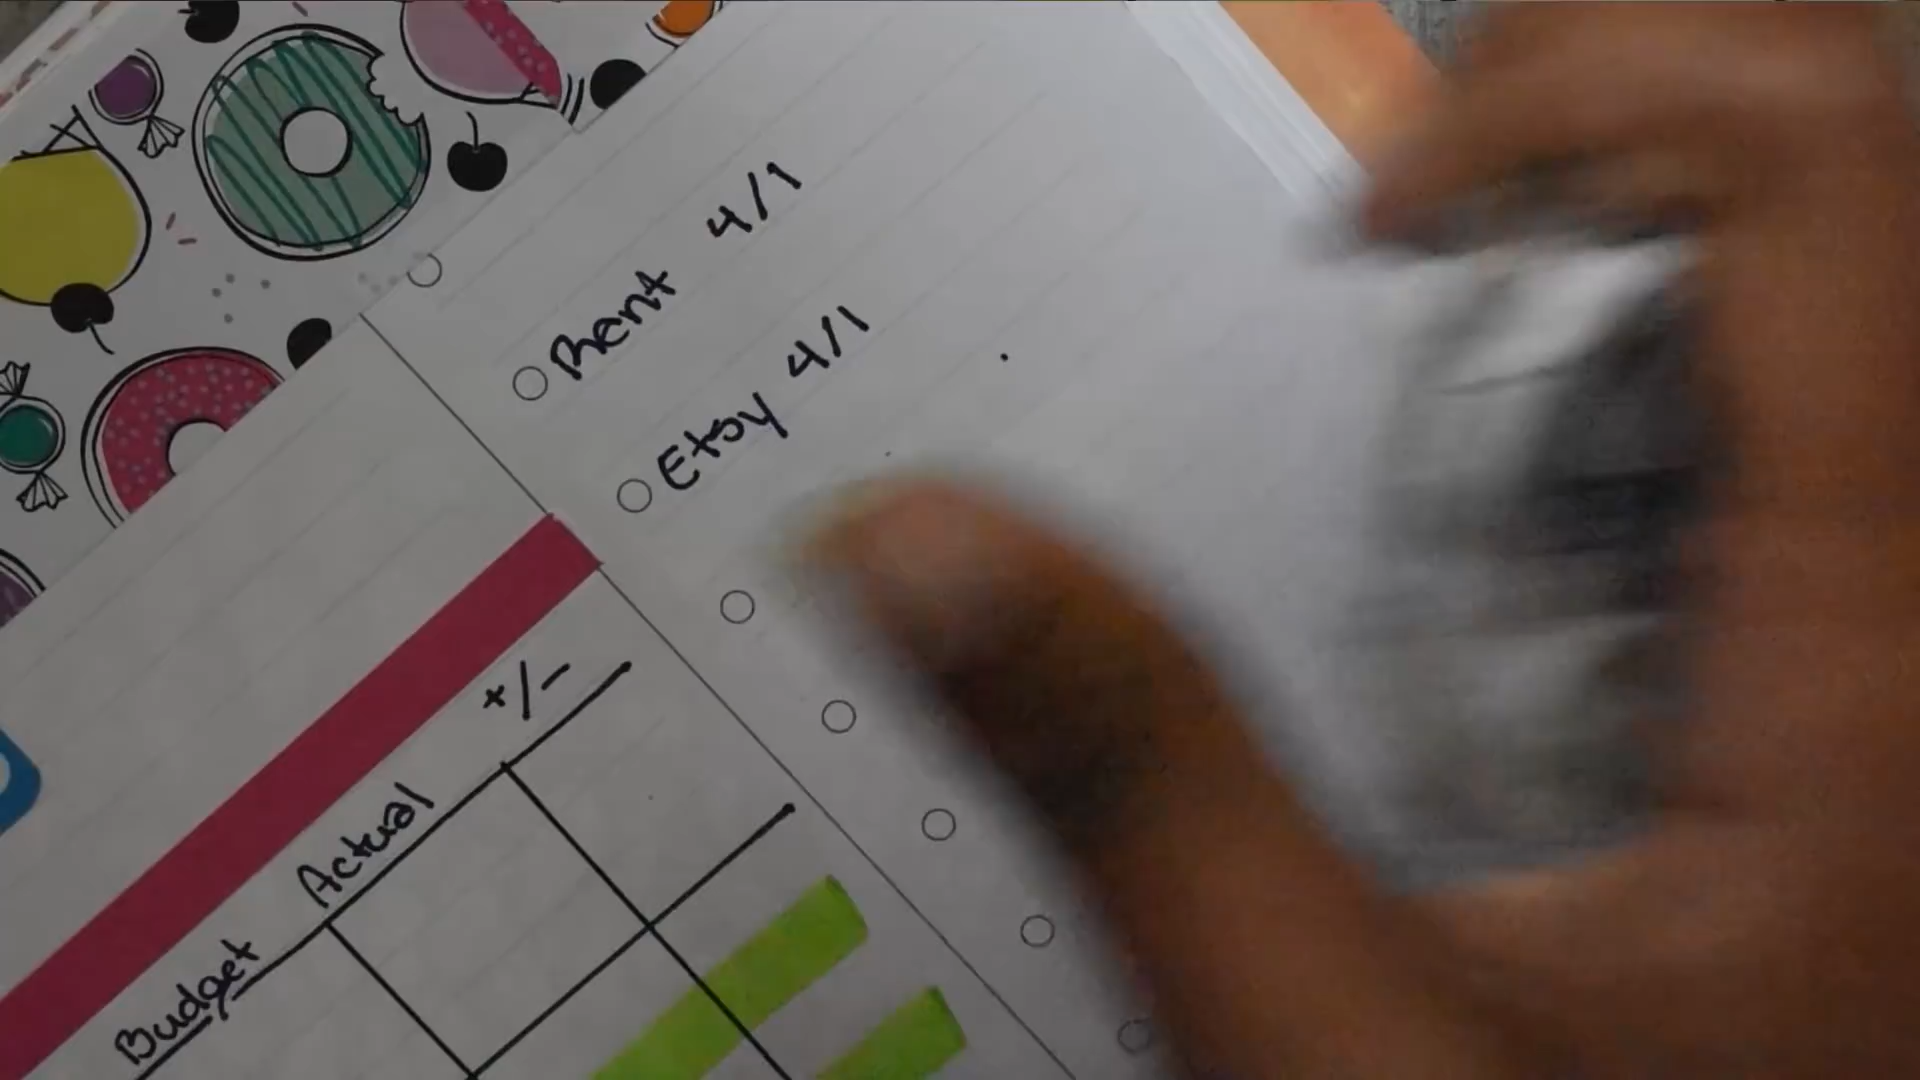 Rent 4/1
Etsy 4/1
+/-
Actual
Budget